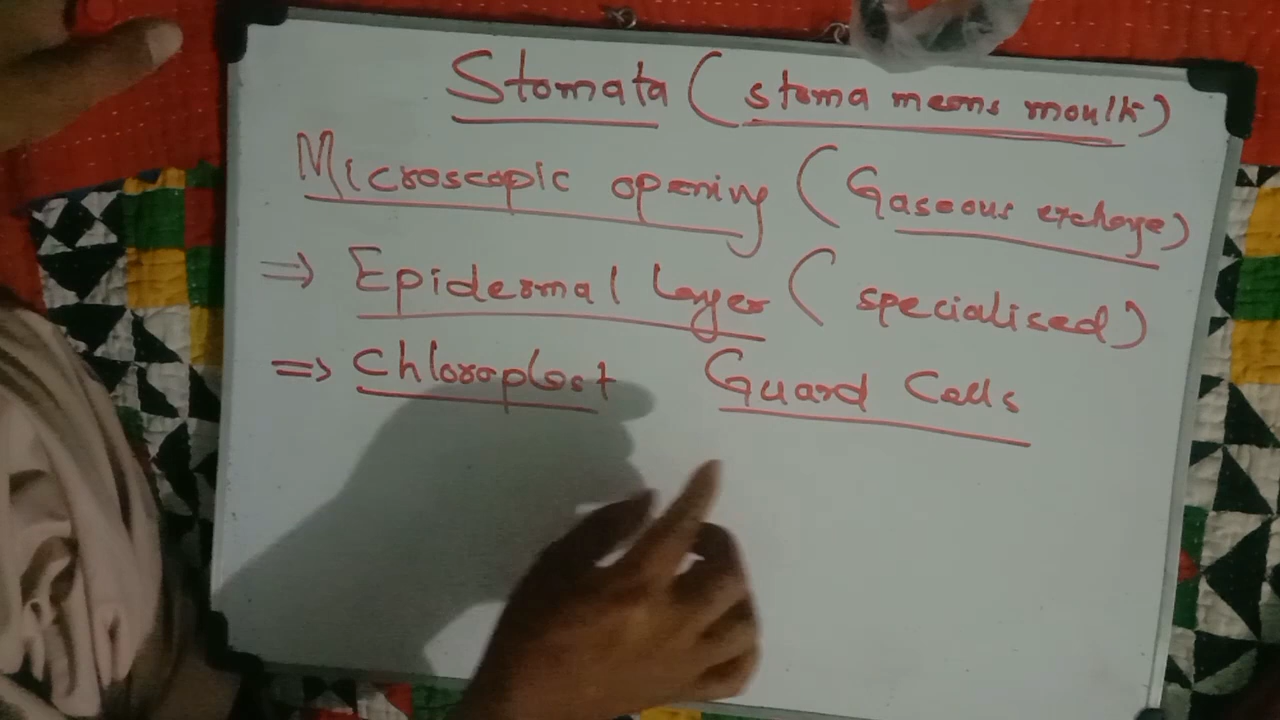 Stomata (stoma means mouth)
Microscopic opening (Gaseous exchange)
⇒ Epidermal layer (specialised)
⇒ Chloroplast Guard Cells